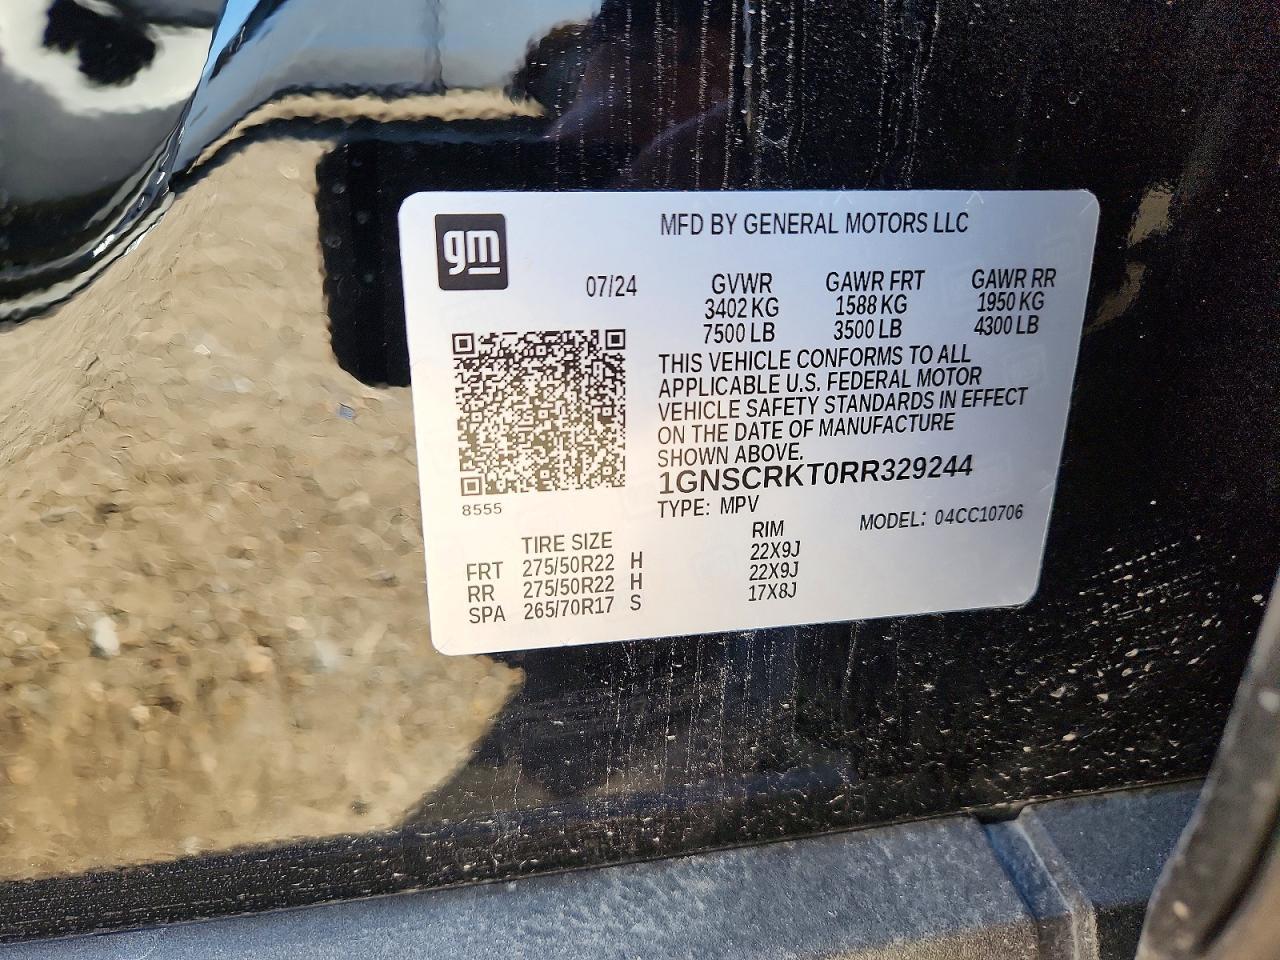 gm
MFD BY GENERAL MOTORS LLC
07/24 GVWR GAWR FRT GAWR RR
3402 KG 1588 KG 1950 KG
7500 LB 3500 LB 4300 LB
THIS VEHICLE CONFORMS TO ALL
APPLICABLE U.S. FEDERAL MOTOR
VEHICLE SAFETY STANDARDS IN EFFECT
ON THE DATE OF MANUFACTURE
SHOWN ABOVE.
1GNSCRKT0RR329244
8555
TYPE: MPV MODEL: 04CC10706
TIRE SIZE RIM
FRT 275/50R22 H 22X9J
RR 275/50R22 H 22X9J
SPA 265/70R17 S 17X8J